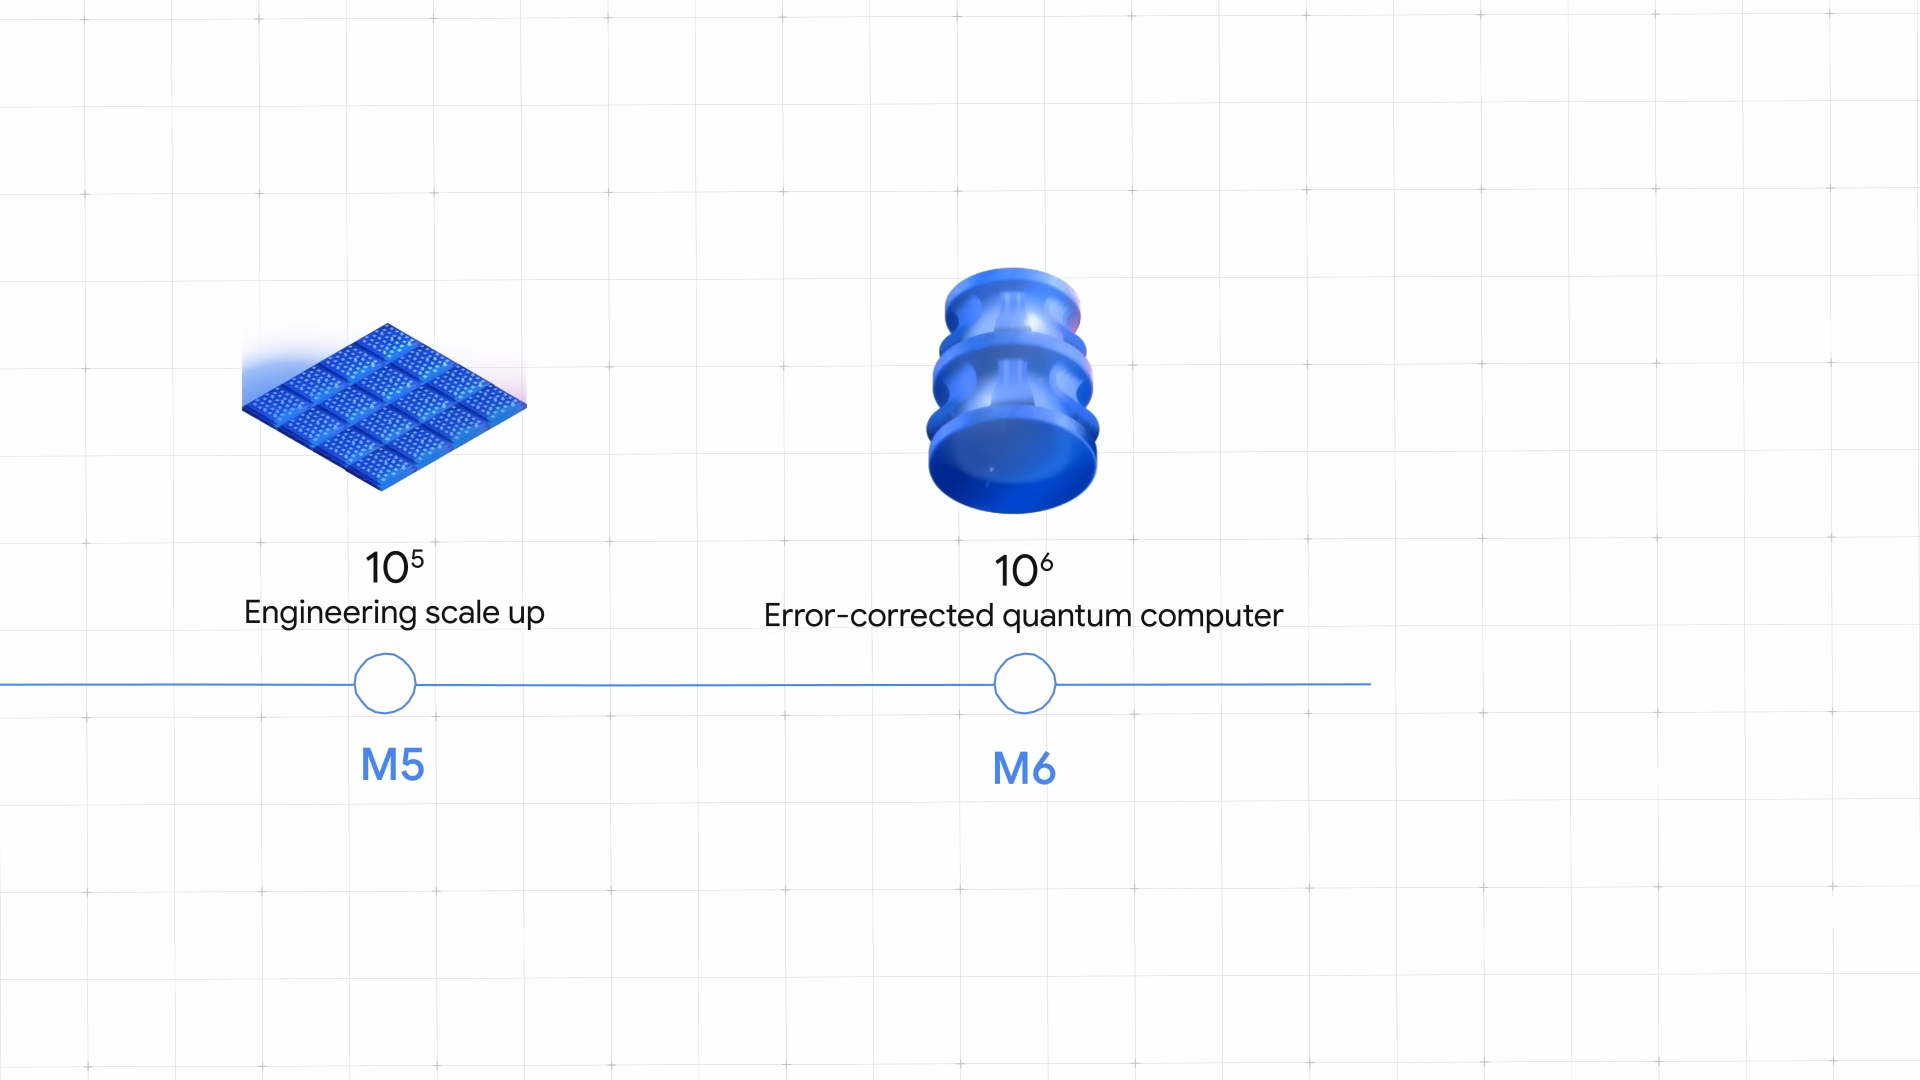 10⁵
Engineering scale up
M5
10⁶
Error-corrected quantum computer
M6